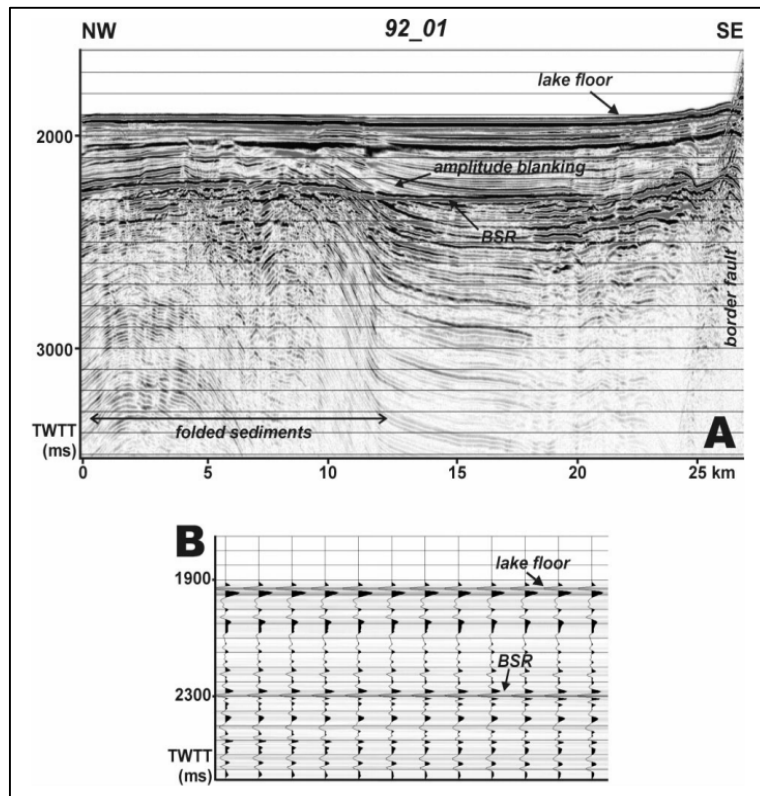 NW 92_01 SE
lake floor
2000
amplitude blanking
BSR
border fault
3000
folded sediments
TWTT
(ms)
A
0 5 10 15 20 25 km
B
lake floor
1900
BSR
2300
TWTT
(ms)